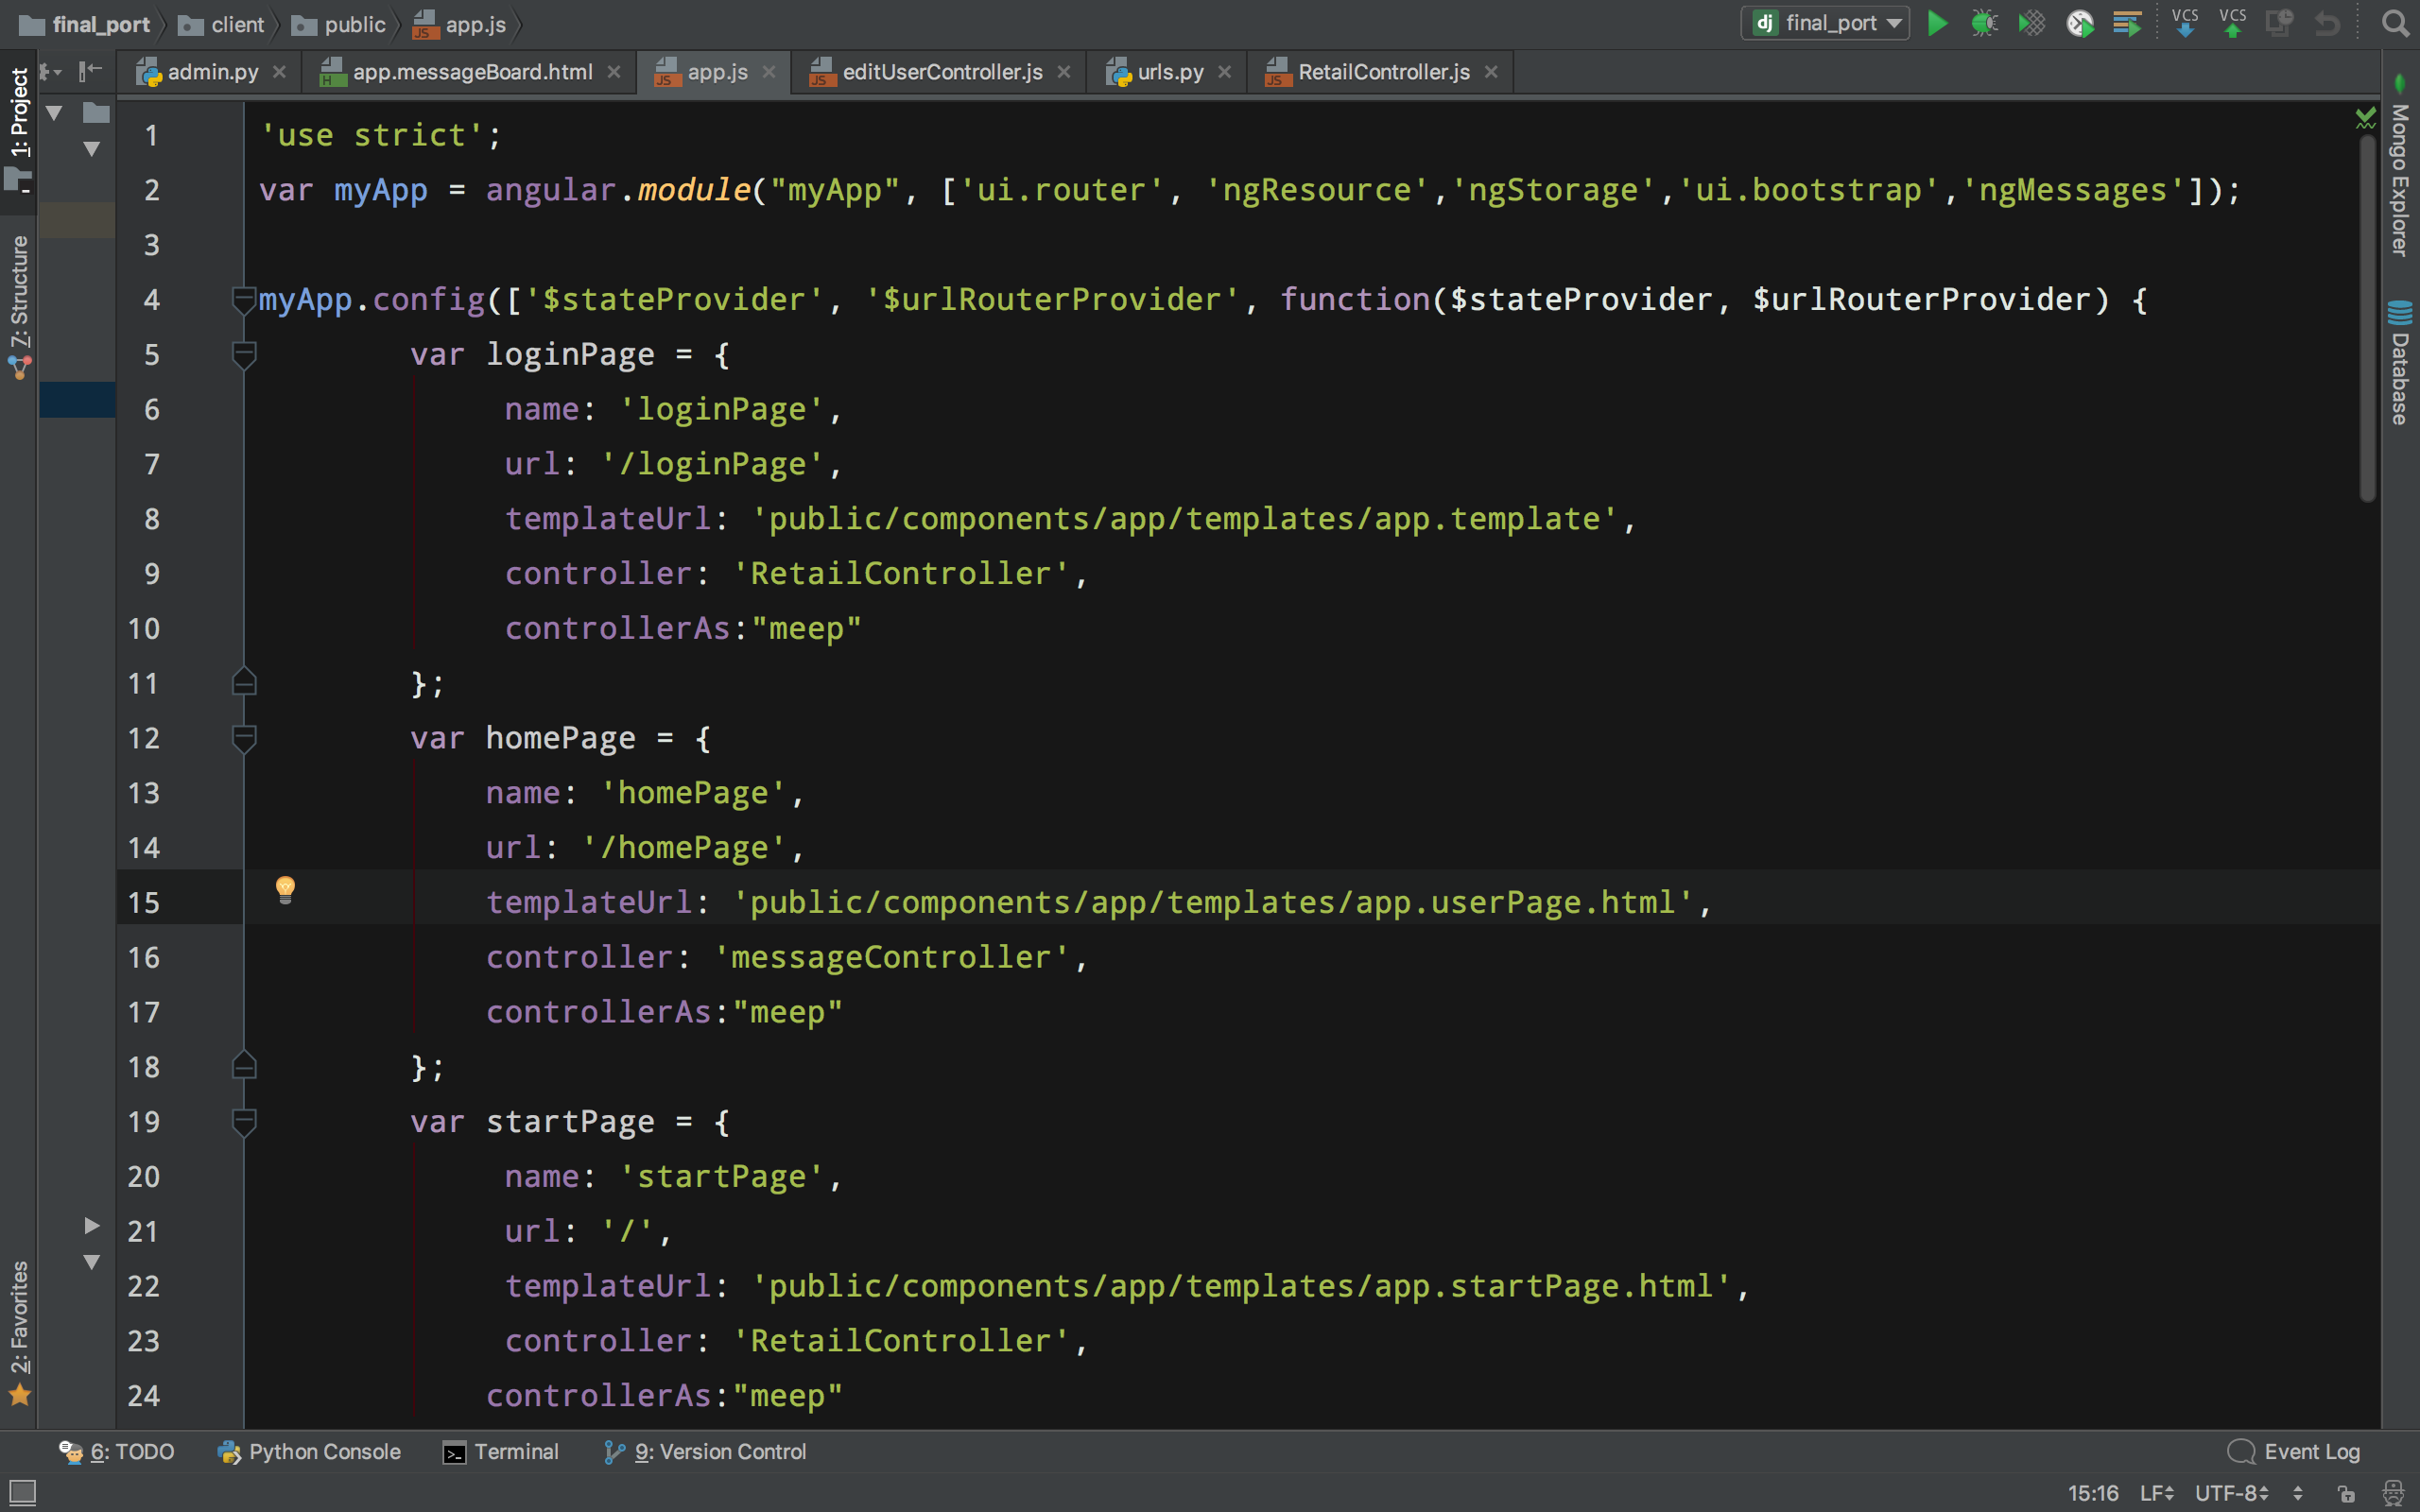 final_port client public app.js
dj final_port
VCS VCS
admin.py app.messageBoard.html app.js editUserController.js urls.py RetailController.js
1: Project
7: Structure
2: Favorites
Mongo Explorer
Database
1 'use strict';
2 var myApp = angular.module("myApp", ['ui.router', 'ngResource','ngStorage','ui.bootstrap','ngMessages']);
3
4 myApp.config(['$stateProvider', '$urlRouterProvider', function($stateProvider, $urlRouterProvider) {
5 var loginPage = {
6 name: 'loginPage',
7 url: '/loginPage',
8 templateUrl: 'public/components/app/templates/app.template',
9 controller: 'RetailController',
10 controllerAs:"meep"
11 };
12 var homePage = {
13 name: 'homePage',
14 url: '/homePage',
15 templateUrl: 'public/components/app/templates/app.userPage.html',
16 controller: 'messageController',
17 controllerAs:"meep"
18 };
19 var startPage = {
20 name: 'startPage',
21 url: '/',
22 templateUrl: 'public/components/app/templates/app.startPage.html',
23 controller: 'RetailController',
24 controllerAs:"meep"
6: TODO Python Console Terminal 9: Version Control Event Log
15:16 LF UTF-8